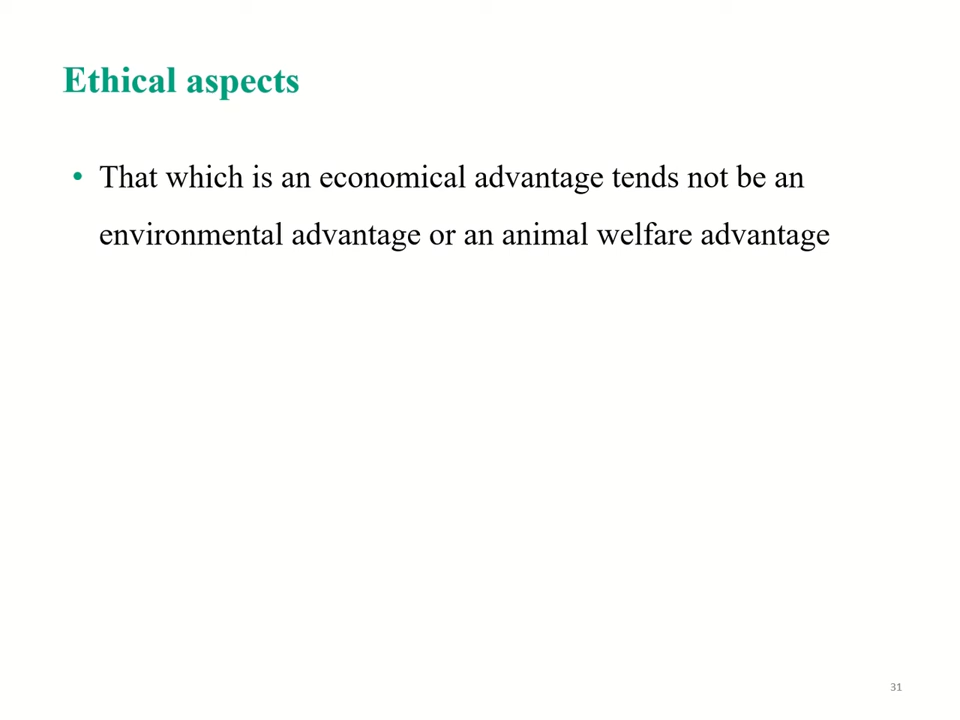 Ethical aspects
• That which is an economical advantage tends not be an
environmental advantage or an animal welfare advantage
31